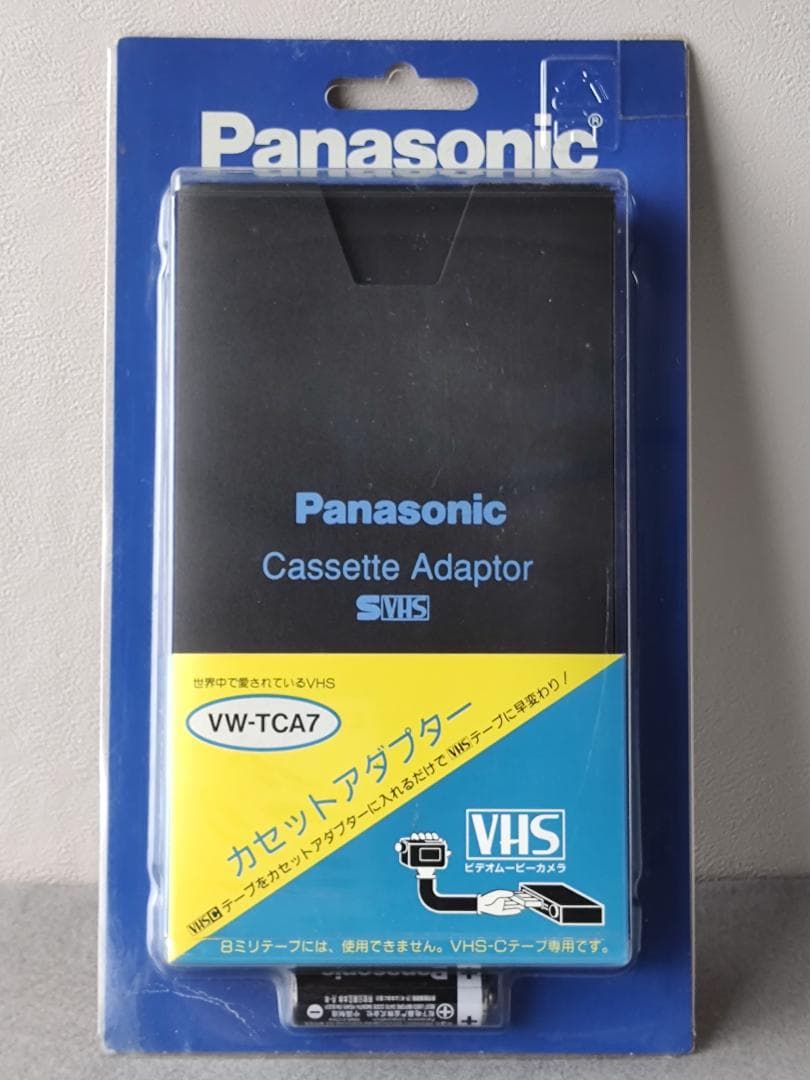 Panasonic®
Panasonic
Cassette Adaptor
SVHS
世界中で愛されているVHS
VW-TCA7
カセットアダプター
VHSCテープをカセットアダプターに入れるだけでVHSテープに早変わり!
VHS
ビデオムービーカメラ
8ミリテープには、使用できません。VHS-Cテープ専用です。
Panasonic